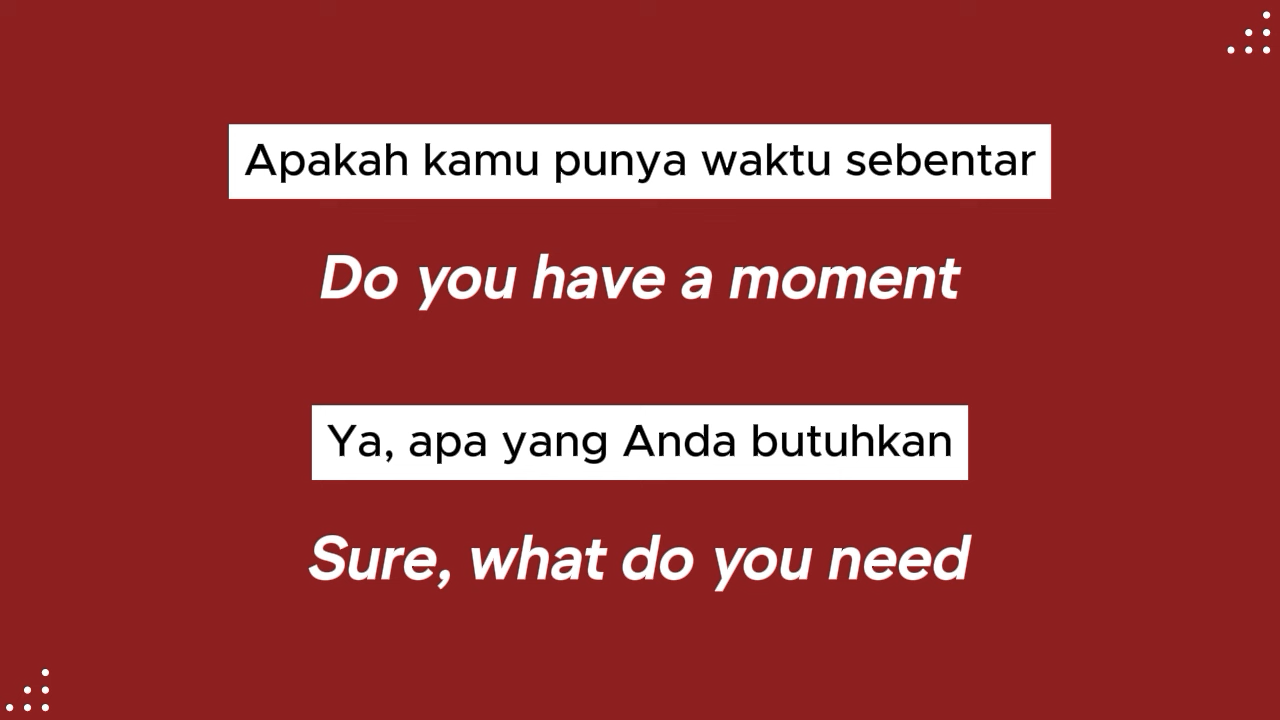 Apakah kamu punya waktu sebentar
Do you have a moment
Ya, apa yang Anda butuhkan
Sure, what do you need